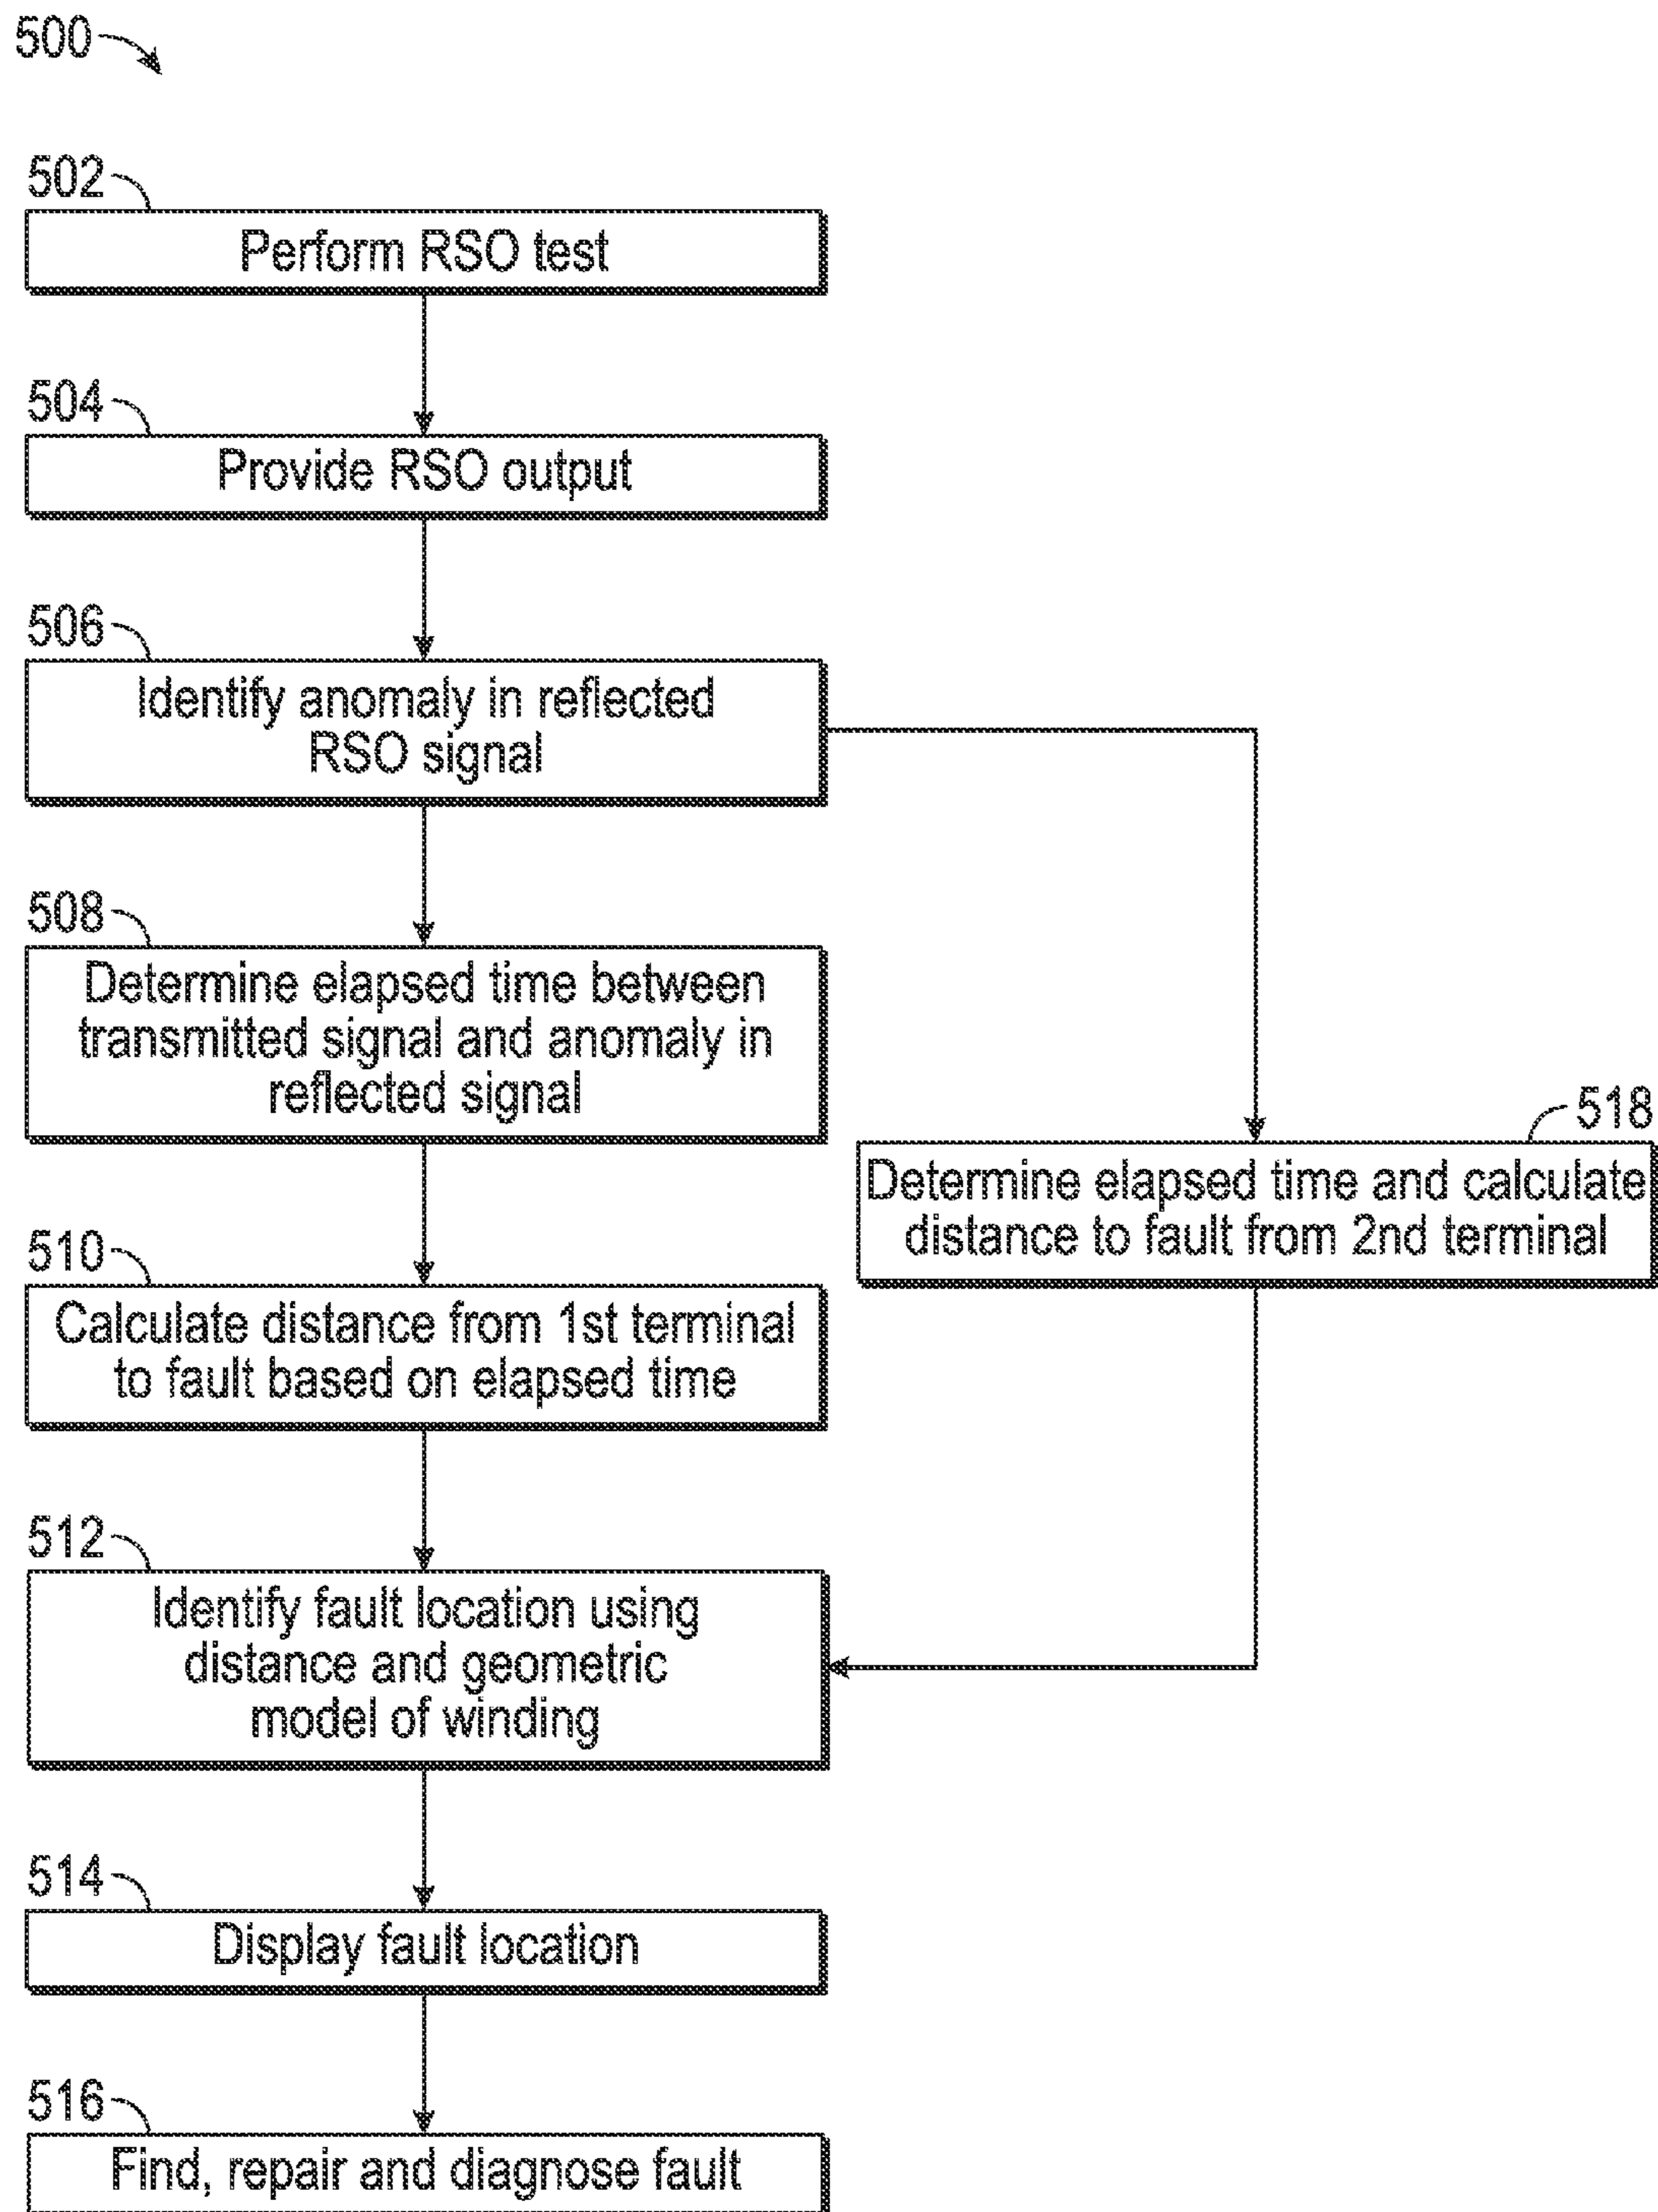 500
502
Perform RSO test
504
Provide RSO output
506
Identify anomaly in reflected
RSO signal
508
Determine elapsed time between
transmitted signal and anomaly in
reflected signal
518
Determine elapsed time and calculate
distance to fault from 2nd terminal
510
Calculate distance from 1st terminal
to fault based on elapsed time
512
Identify fault location using
distance and geometric
model of winding
514
Display fault location
516
Find, repair and diagnose fault